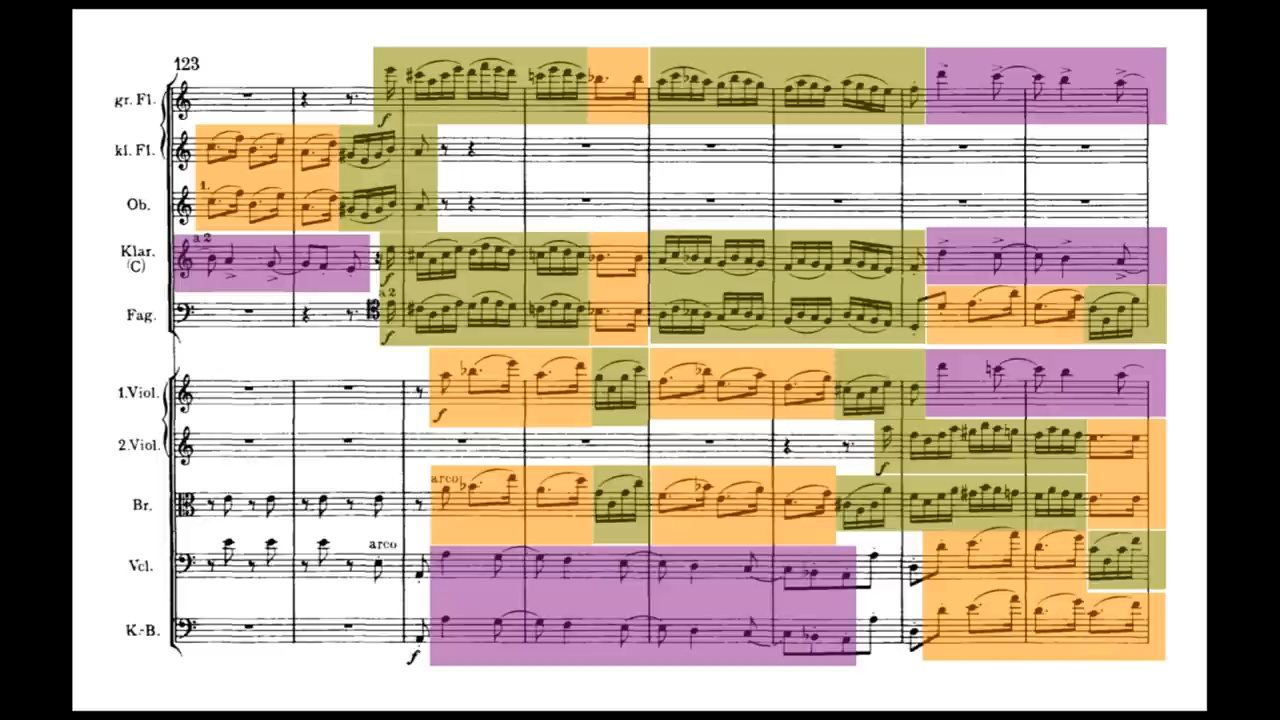 123
gr. Fl.
f
kl. Fl.
1.
Ob.
a 2
Klar.
(C)
f
a 2
Fag.
f
1. Viol.
f
2. Viol.
f
arco
Br.
arco
Vcl.
K.-B.
f